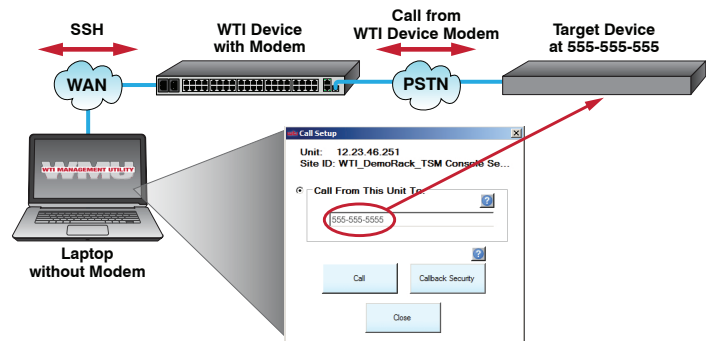 SSH
WTI Device
with Modem
Call from
WTI Device Modem
Target Device
at 555-555-555
WAN
PSTN
WTI MANAGEMENT UTILITY
WMU
Laptop
without Modem
Call Setup
Unit: 12.23.46.251
Site ID: WTI_DemoRack_TSM Console Se...
Call From This Unit To:
?
555-555-5555
?
Call
Callback Security
Close